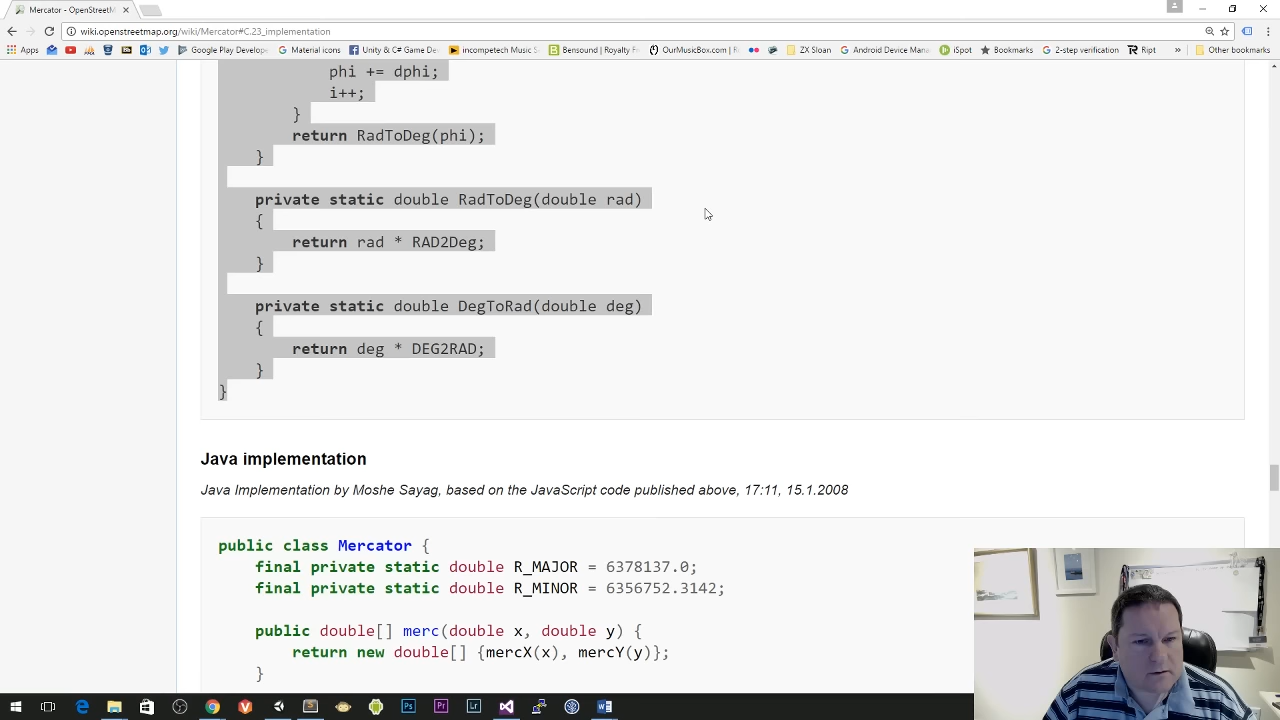 Mercator - OpenStreetM
wiki.openstreetmap.org/wiki/Mercator#C.23_implementation
Apps
Google Play Develope
Material icons
Unity & C# Game De
incompetech Music S
Bensound | Royalty F
OurMusicBox.com | R
ZX Sloan
Android Device Mana
iSpot
Bookmarks
2-step verification
Ript
Other bookmarks
phi += dphi;
i++;
}
return RadToDeg(phi);
}
private static double RadToDeg(double rad)
{
return rad * RAD2Deg;
}
private static double DegToRad(double deg)
{
return deg * DEG2RAD;
}
}
Java implementation
Java Implementation by Moshe Sayag, based on the JavaScript code published above, 17:11, 15.1.2008
public class Mercator {
final private static double R_MAJOR = 6378137.0;
final private static double R_MINOR = 6356752.3142;
public double[] merc(double x, double y) {
return new double[] {mercX(x), mercY(y)};
}